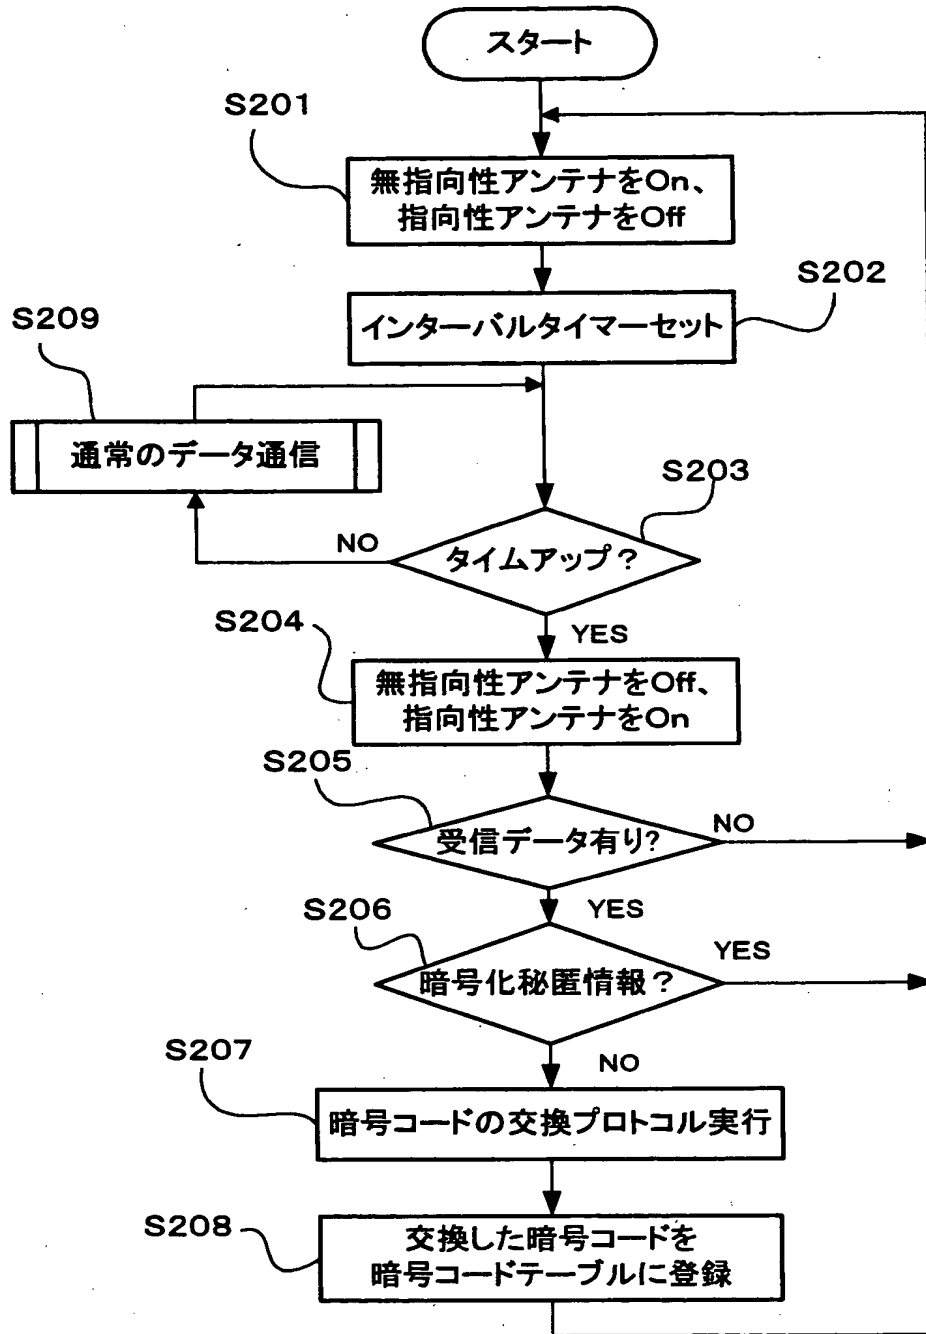 スタート
S201
無指向性アンテナをOn、
指向性アンテナをOff
S202
インターバルタイマーセット
S209
通常のデータ通信
S203
タイムアップ？
NO
YES
S204
無指向性アンテナをOff、
指向性アンテナをOn
S205
受信データ有り?
NO
YES
S206
暗号化秘匿情報？
YES
NO
S207
暗号コードの交換プロトコル実行
S208
交換した暗号コードを
暗号コードテーブルに登録